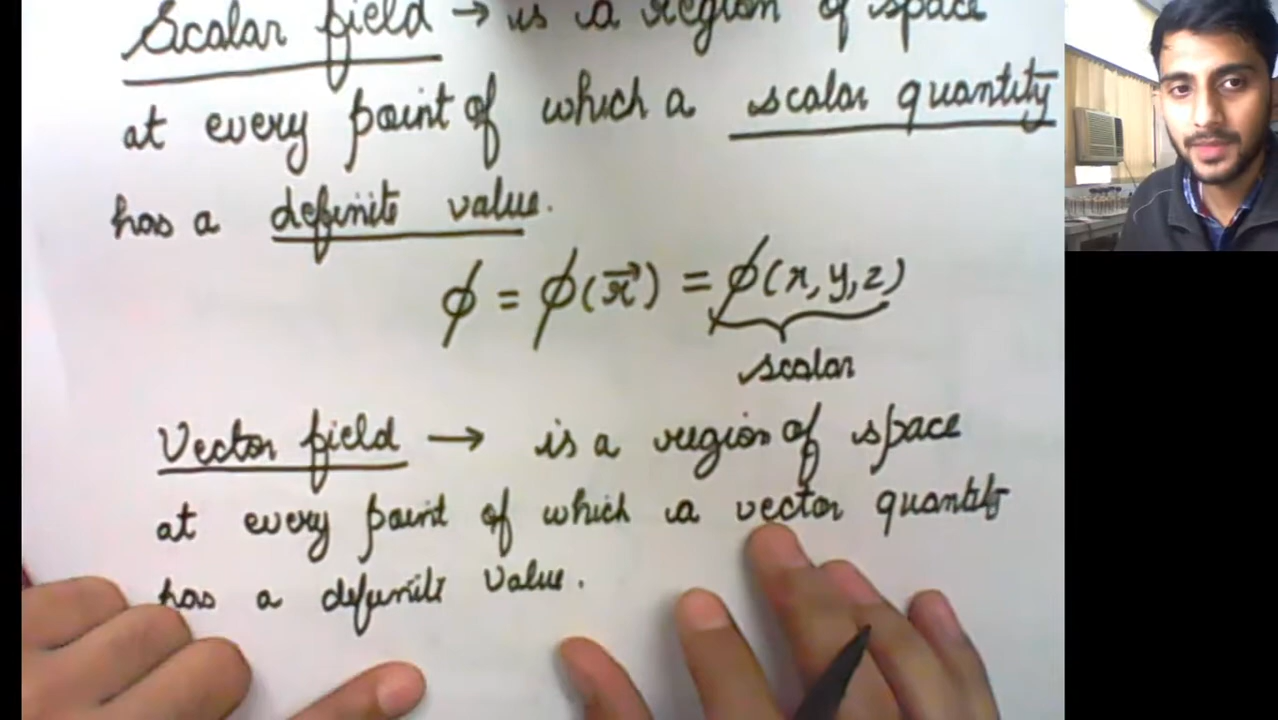 Scalar field → is a region of space
at every point of which a scalar quantity
has a definite value.
ϕ = ϕ(r⃗) = ϕ(x, y, z)
scalar
Vector field → is a region of space
at every point of which a vector quantity
has a definite value.